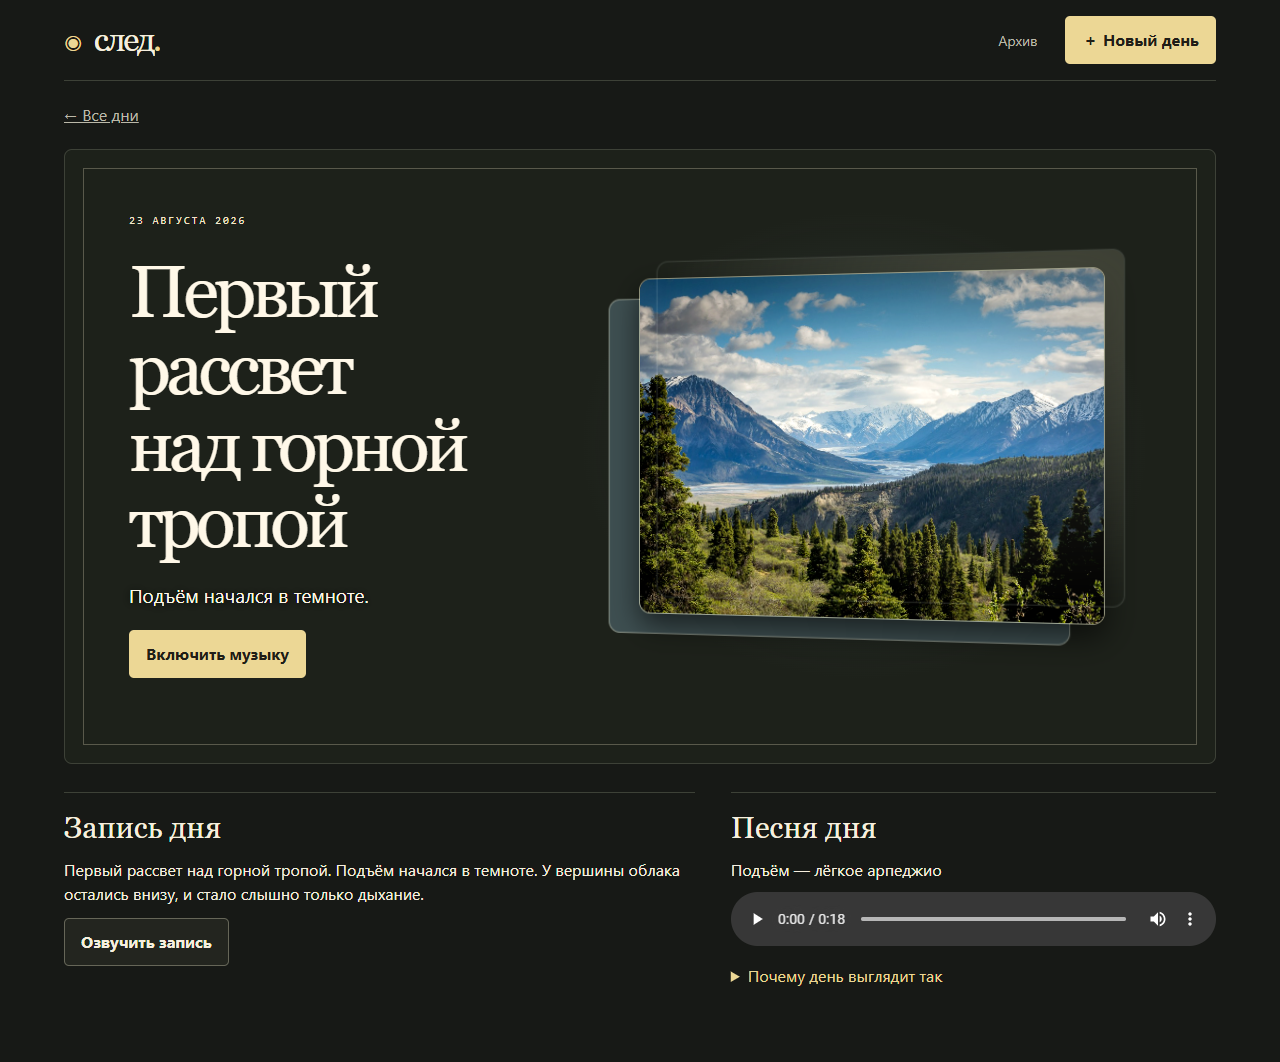 след.
Архив
+ Новый день
← Все дни
23 АВГУСТА 2026
Первый
рассвет
над горной
тропой
Подъём начался в темноте.
Включить музыку
Запись дня
Первый рассвет над горной тропой. Подъём начался в темноте. У вершины облака
остались внизу, и стало слышно только дыхание.
Озвучить запись
Песня дня
Подъём — лёгкое арпеджио
0:00 / 0:18
Почему день выглядит так